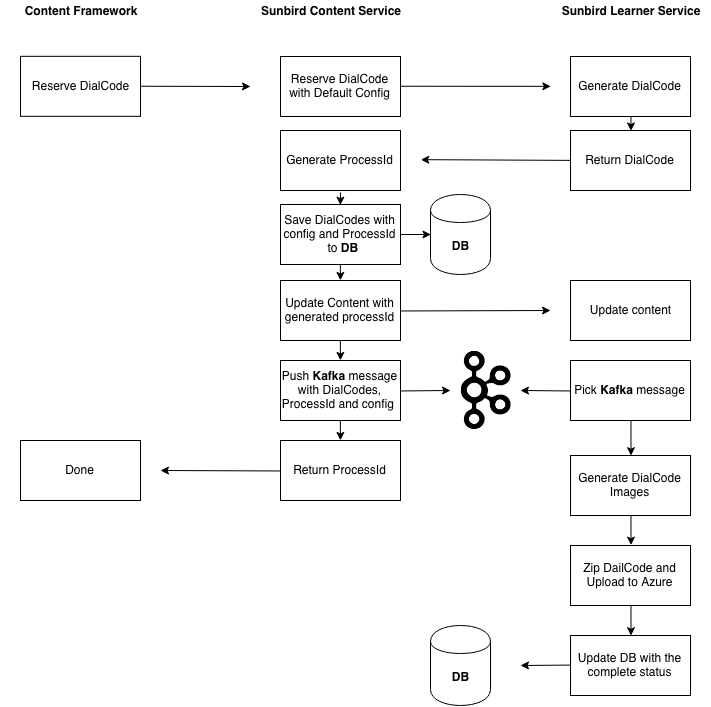 Content Framework
Sunbird Content Service
Sunbird Learner Service
Reserve DialCode
Reserve DialCode
with Default Config
Generate DialCode
Generate ProcessId
Return DialCode
Save DialCodes with
config and ProcessId
to DB
DB
Update Content with
generated processId
Update content
Push Kafka message
with DialCodes,
ProcessId and config
Pick Kafka message
Done
Return ProcessId
Generate DialCode
Images
Zip DailCode and
Upload to Azure
DB
Update DB with the
complete status